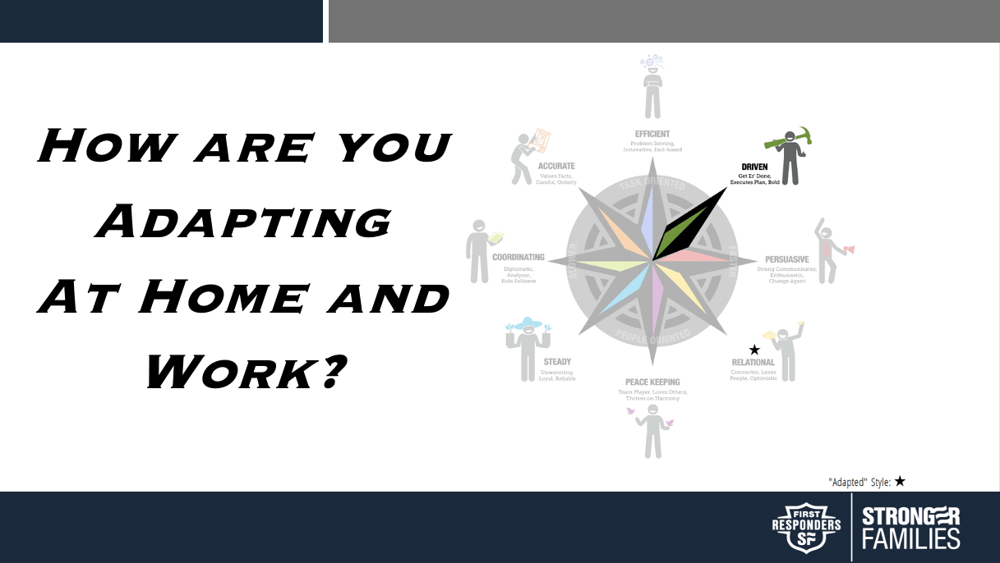 HOW ARE YOU
ADAPTING
AT HOME AND
WORK?
EFFICIENT
Problem Solving,
Innovative, Fact-based
ACCURATE
Values Facts,
Careful, Orderly
DRIVEN
Get Er' Done,
Executes Plan, Bold
TASK ORIENTED
COORDINATING
Diplomatic,
Analyzer,
Rule Follower
SLOWER
FASTER
PERSUASIVE
Strong Communicator,
Enthusiastic,
Change Agent
PEOPLE ORIENTED
STEADY
Unwavering,
Loyal, Reliable
RELATIONAL
Connector, Loves
People, Optimistic
PEACE KEEPING
Team Player, Loves Others,
Thrives on Harmony
"Adapted" Style: ★
FIRST
RESPONDERS
SF
STRONGER
FAMILIES